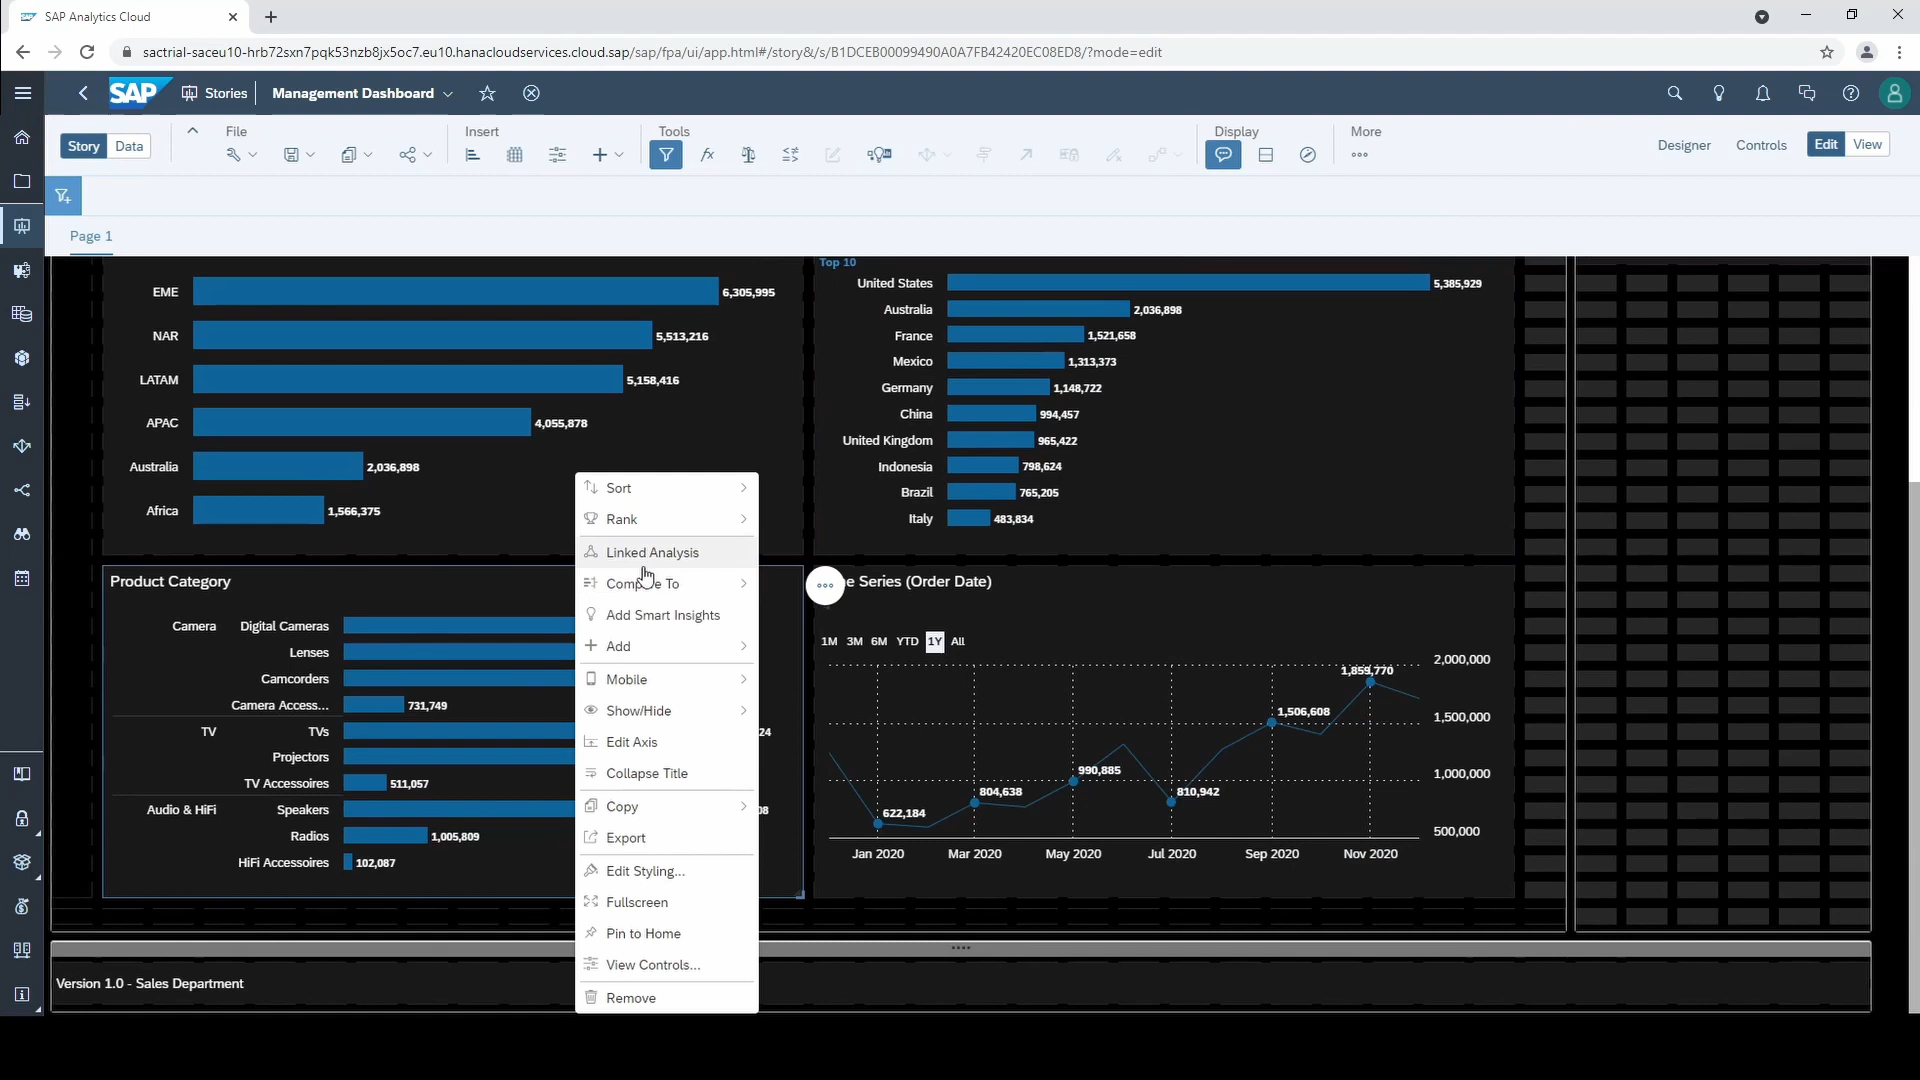 SAP Analytics Cloud
sactrial-saceu10-hrb72sxn7pqk53nzb8jx5oc7.eu10.hanacloudservices.cloud.sap/sap/fpa/ui/app.html#/story&/s/B1DCEB00099490A0A7FB42420EC08ED8/?mode=edit
SAP Stories Management Dashboard
File Insert Tools Display More
Story Data Designer Controls Edit View
Page 1
EME 6,305,995
NAR 5,513,216
LATAM 5,158,416
APAC 4,055,878
Australia 2,036,898
Africa 1,566,375
Top 10
United States 5,385,929
Australia 2,036,898
France 1,521,658
Mexico 1,313,373
Germany 1,148,722
China 994,457
United Kingdom 965,422
Indonesia 798,624
Brazil 765,205
Italy 483,834
Product Category
Camera Digital Cameras
Lenses
Camcorders
Camera Access... 731,749
TV TVs 24
Projectors
TV Accessoires 511,057
Audio & HiFi Speakers 08
Radios 1,005,809
HiFi Accessoires 102,087
Sort
Rank
Linked Analysis
Compare To
Add Smart Insights
Add
Mobile
Show/Hide
Edit Axis
Collapse Title
Copy
Export
Edit Styling...
Fullscreen
Pin to Home
View Controls...
Remove
e Series (Order Date)
1M 3M 6M YTD 1Y All
2,000,000
1,859,770
1,500,000
1,506,608
1,000,000
990,885
804,638
810,942
622,184
500,000
Jan 2020 Mar 2020 May 2020 Jul 2020 Sep 2020 Nov 2020
Version 1.0 - Sales Department